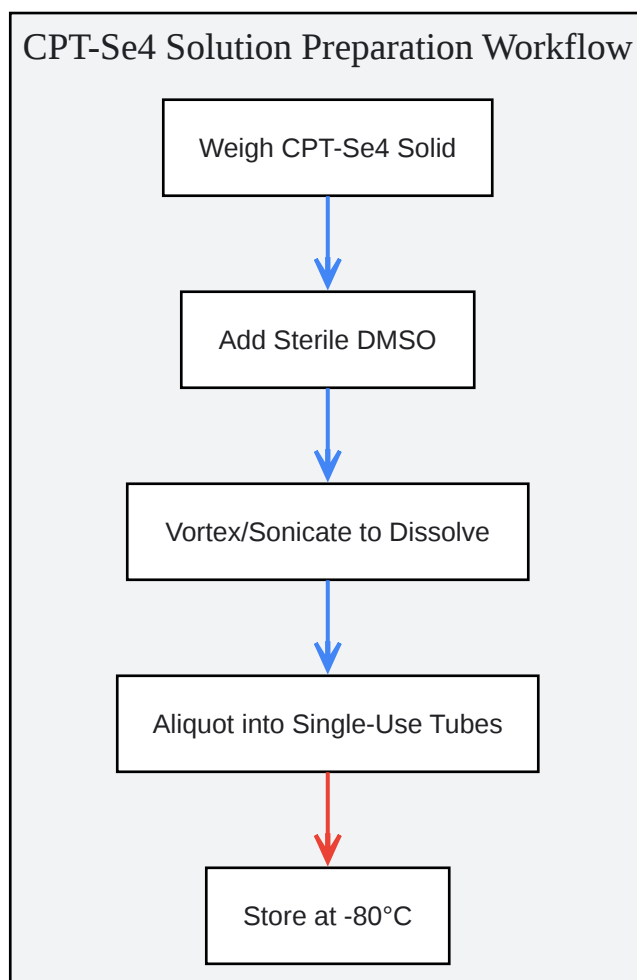 CPT-Se4 Solution Preparation Workflow
Weigh CPT-Se4 Solid
Add Sterile DMSO
Vortex/Sonicate to Dissolve
Aliquot into Single-Use Tubes
Store at -80°C